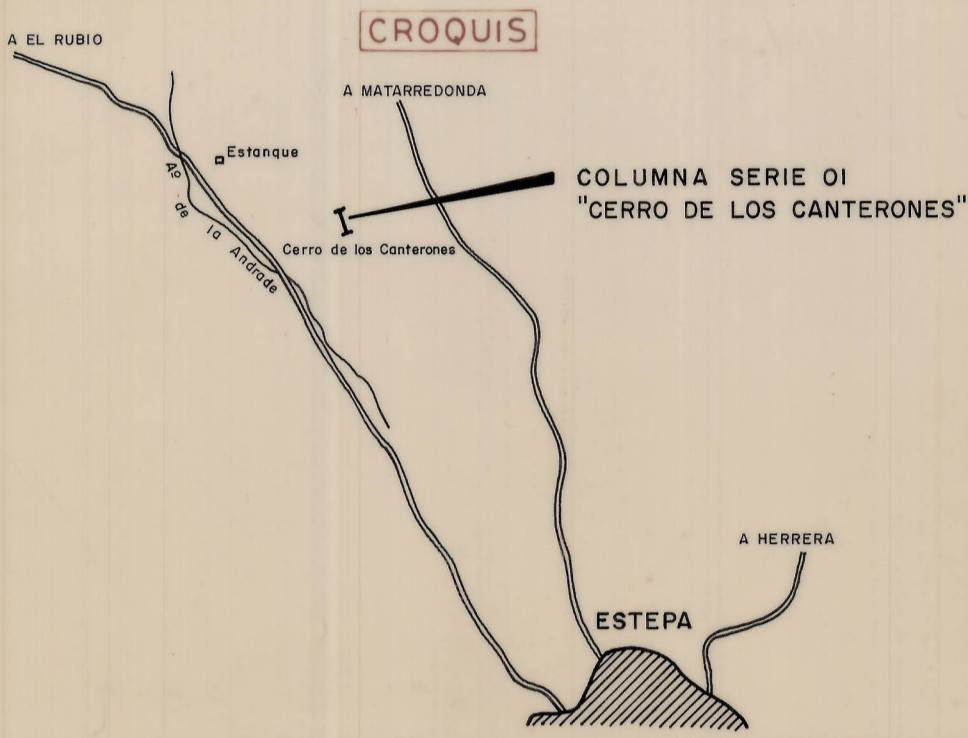 CROQUIS
A EL RUBIO
A MATARREDONDA
Estanque
COLUMNA SERIE 01
"CERRO DE LOS CANTERONES"
Aº de la Andrade
Cerro de los Canterones
A HERRERA
ESTEPA